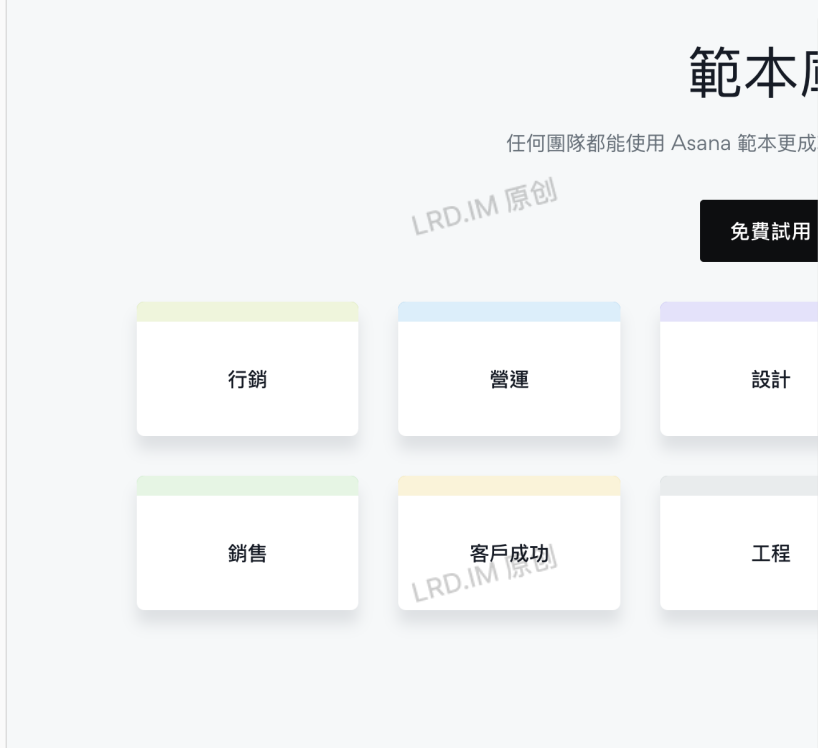 範本
任何團隊都能使用 Asana 範本更成
LRD.IM 原创
免費試用
行銷
營運
設計
銷售
客戶成功
工程
LRD.IM 原创